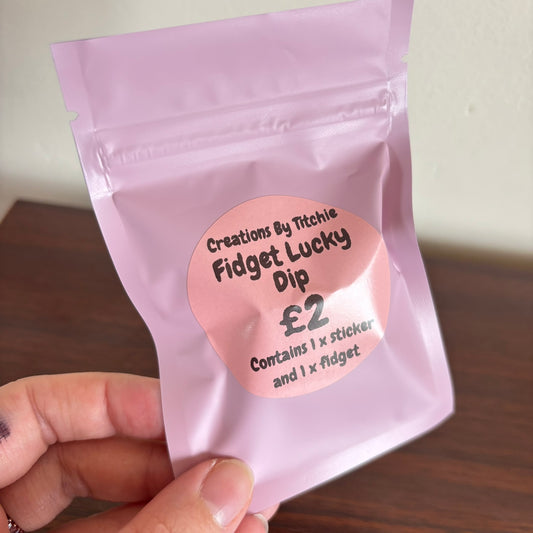 Creations By Titchie
Fidget Lucky
Dip
£2
Contains 1 x sticker
and 1 x fidget